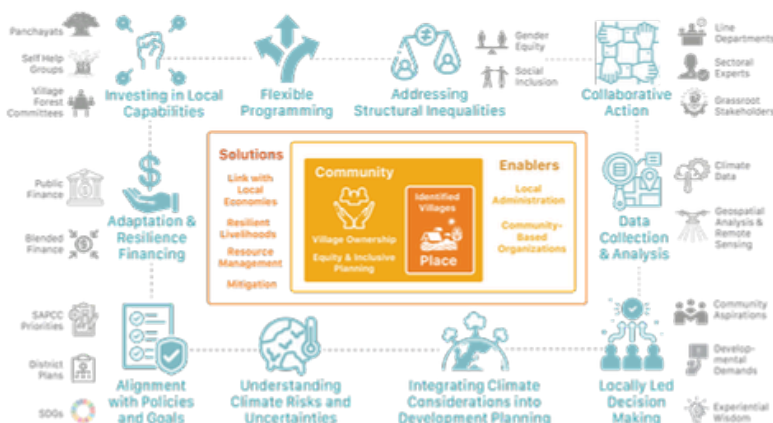 Panchayats
Self Help
Groups
Village
Forest
Committees
Investing in Local
Capabilities
Flexible
Programming
Addressing
Structural Inequalities
Gender
Equity
Social
Inclusion
Collaborative
Action
Line
Departments
Sectoral
Experts
Grassroot
Stakeholders
Public
Finance
Blended
Finance
Adaptation &
Resilience
Financing
Solutions
Link with
Local
Economies
Resilient
Livelihoods
Resource
Management
Mitigation
Community
Village Ownership
Equity & Inclusive
Planning
Identified
Villages
Place
Enablers
Local
Administration
Community-
Based
Organizations
Data
Collection
& Analysis
Climate
Data
Geospatial
Analysis &
Remote
Sensing
SAPCC
Priorities
District
Plans
SDGs
Alignment
with Policies
and Goals
Understanding
Climate Risks and
Uncertainties
Integrating Climate
Considerations into
Development Planning
Locally Led
Decision
Making
Community
Aspirations
Develop-
mental
Demands
Experiential
Wisdom